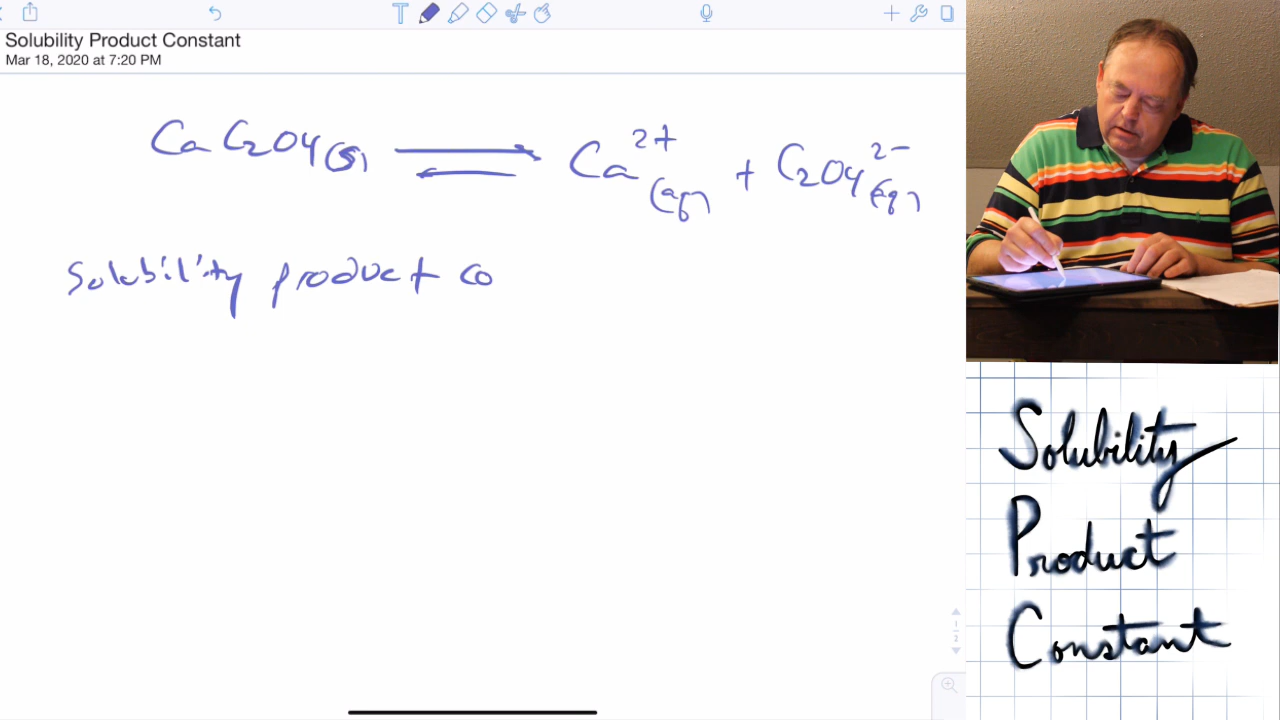 Solubility Product Constant
Mar 18, 2020 at 7:20 PM
CaC₂O₄(s) ⇌ Ca²⁺(aq) + C₂O₄²⁻(aq)
Solubility product co
Solubility
Product
Constant